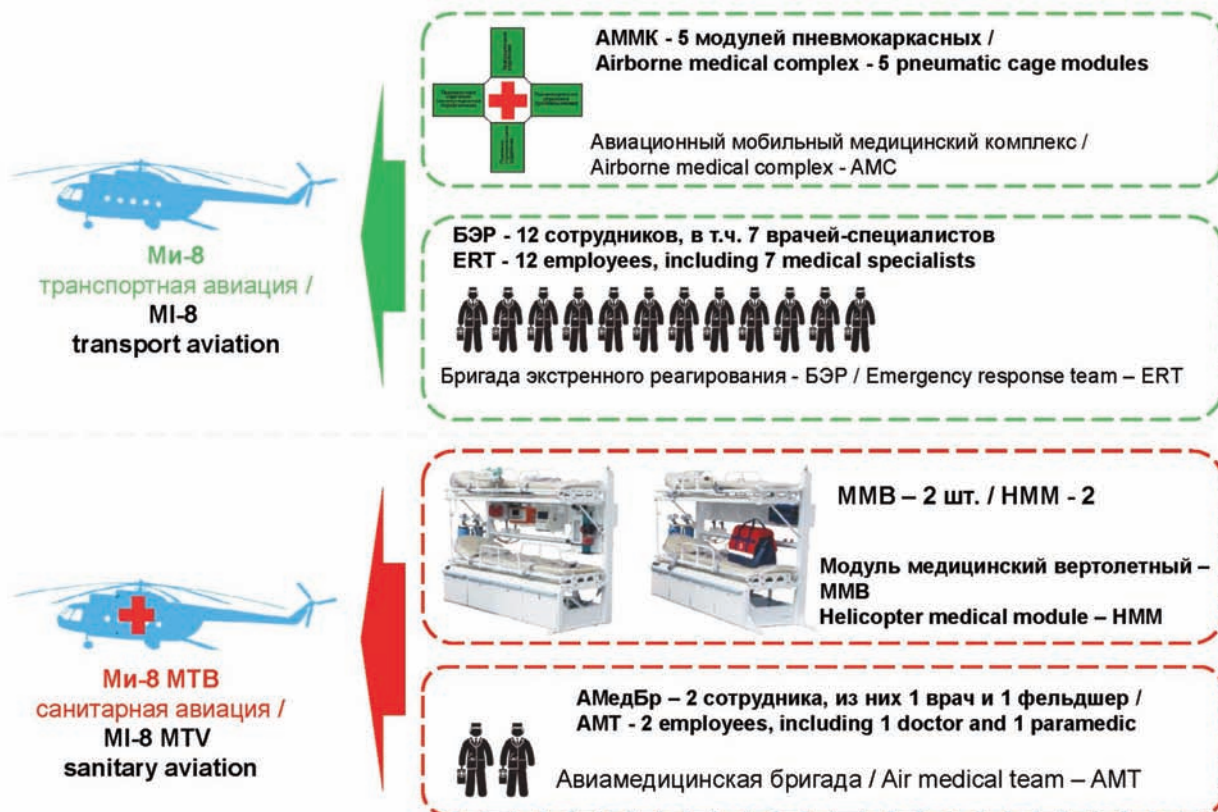 АММК - 5 модулей пневмокаркасных /
Airborne medical complex - 5 pneumatic cage modules
Авиационный мобильный медицинский комплекс /
Airborne medical complex - AMC
Ми-8
транспортная авиация /
MI-8
transport aviation
БЭР - 12 сотрудников, в т.ч. 7 врачей-специалистов
ERT - 12 employees, including 7 medical specialists
Бригада экстренного реагирования - БЭР / Emergency response team – ERT
ММВ – 2 шт. / HMM - 2
Модуль медицинский вертолетный –
ММВ
Helicopter medical module – HMM
Ми-8 МТВ
санитарная авиация /
MI-8 MTV
sanitary aviation
АМедБр – 2 сотрудника, из них 1 врач и 1 фельдшер /
AMT - 2 employees, including 1 doctor and 1 paramedic
Авиамедицинская бригада / Air medical team – AMT